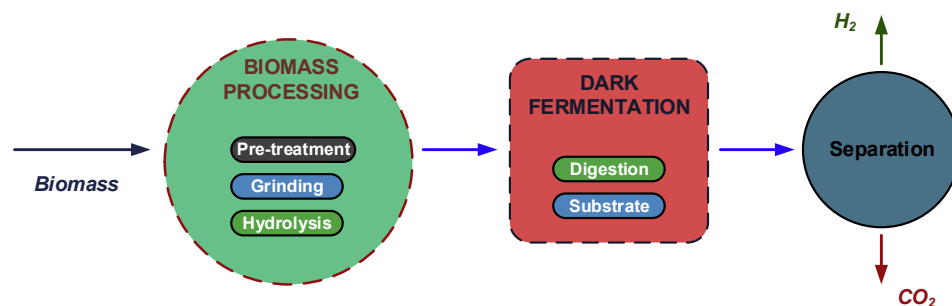 Biomass
BIOMASS
PROCESSING
Pre-treatment
Grinding
Hydrolysis
DARK
FERMENTATION
Digestion
Substrate
H₂
Separation
CO₂